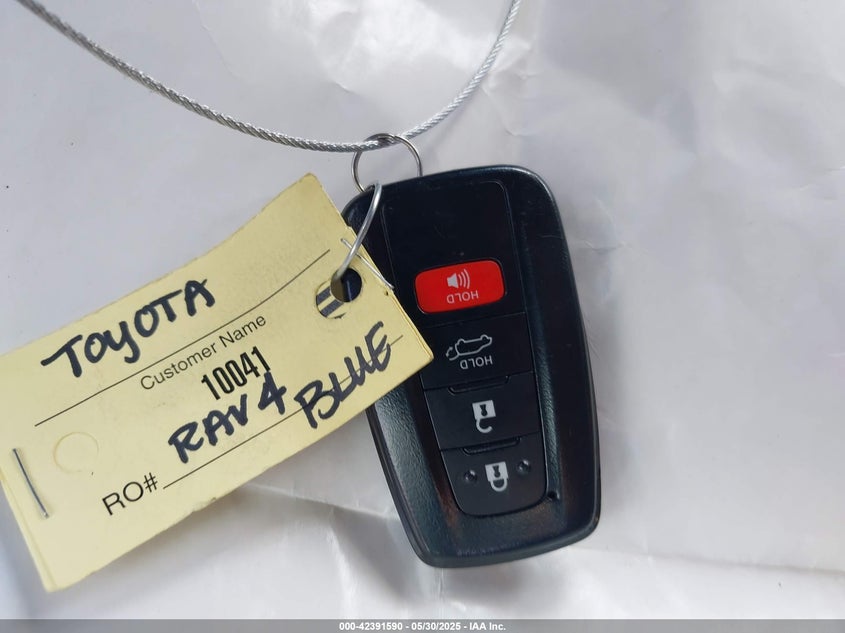 TOYOTA
Customer Name
10041
RAV4 BLUE
RO#
HOLD
HOLD
000-42391590 - 05/30/2025 - IAA Inc.